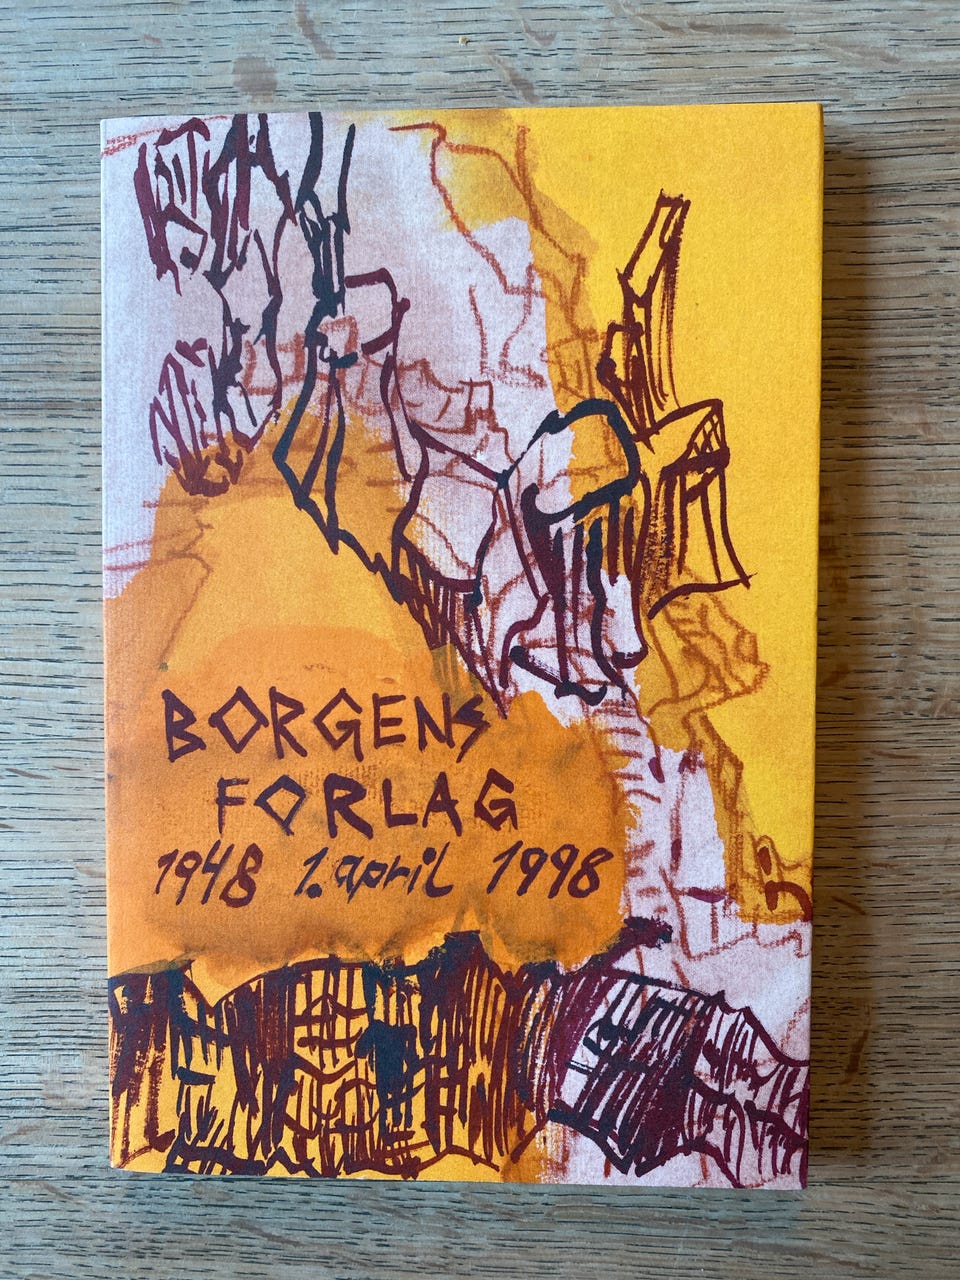 BORGENS
FORLAG
1948 1. april 1998